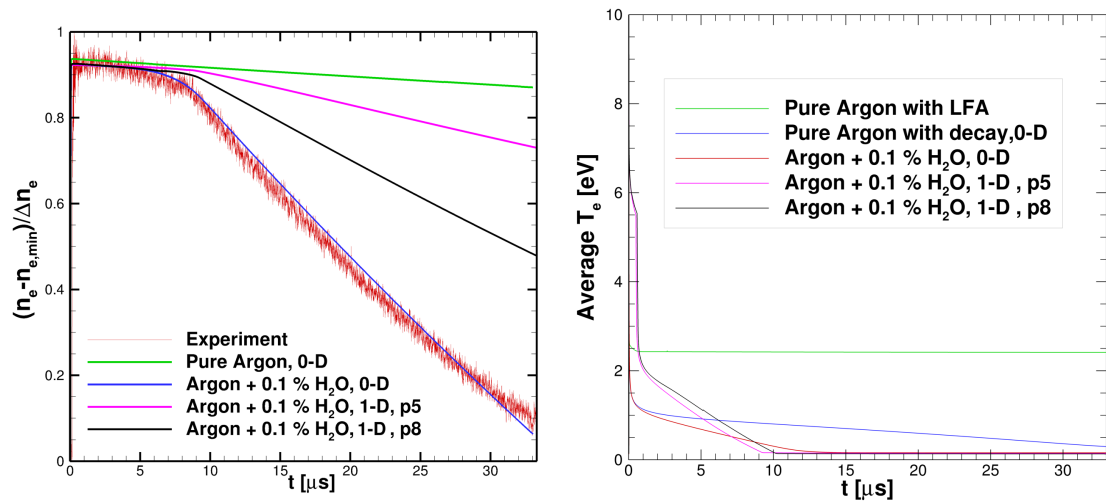 1
0.8
0.6
0.4
0.2
0
(n_e-n_e,min)/Δn_e
Experiment
Pure Argon, 0-D
Argon + 0.1 % H₂O, 0-D
Argon + 0.1 % H₂O, 1-D, p5
Argon + 0.1 % H₂O, 1-D , p8
0 5 10 15 20 25 30
t [μs]
10
8
6
4
2
0
Average T_e [eV]
Pure Argon with LFA
Pure Argon with decay,0-D
Argon + 0.1 % H₂O, 0-D
Argon + 0.1 % H₂O, 1-D , p5
Argon + 0.1 % H₂O, 1-D , p8
0 5 10 15 20 25 30
t [μs]